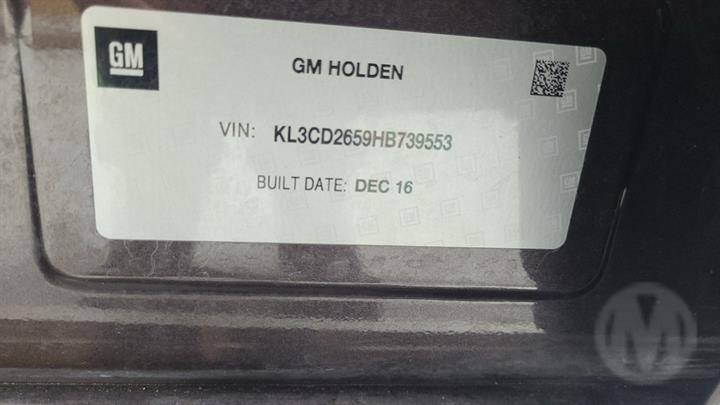 GM
GM HOLDEN
VIN: KL3CD2659HB739553
BUILT DATE: DEC 16
M